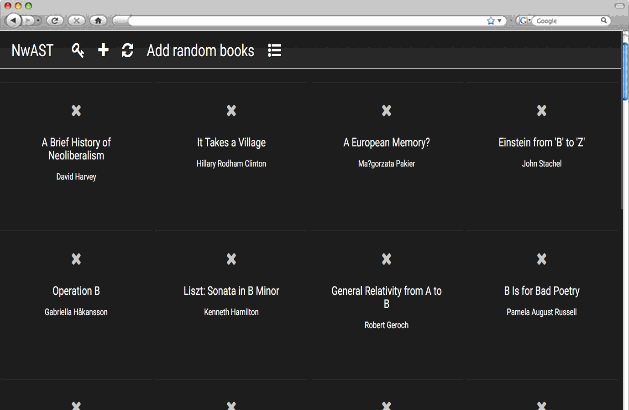 Google
NwAST Add random books
A Brief History of
Neoliberalism
David Harvey
It Takes a Village
Hillary Rodham Clinton
A European Memory?
Ma?gorzata Pakier
Einstein from 'B' to 'Z'
John Stachel
Operation B
Gabriella Håkansson
Liszt: Sonata in B Minor
Kenneth Hamilton
General Relativity from A to
B
Robert Geroch
B Is for Bad Poetry
Pamela August Russell